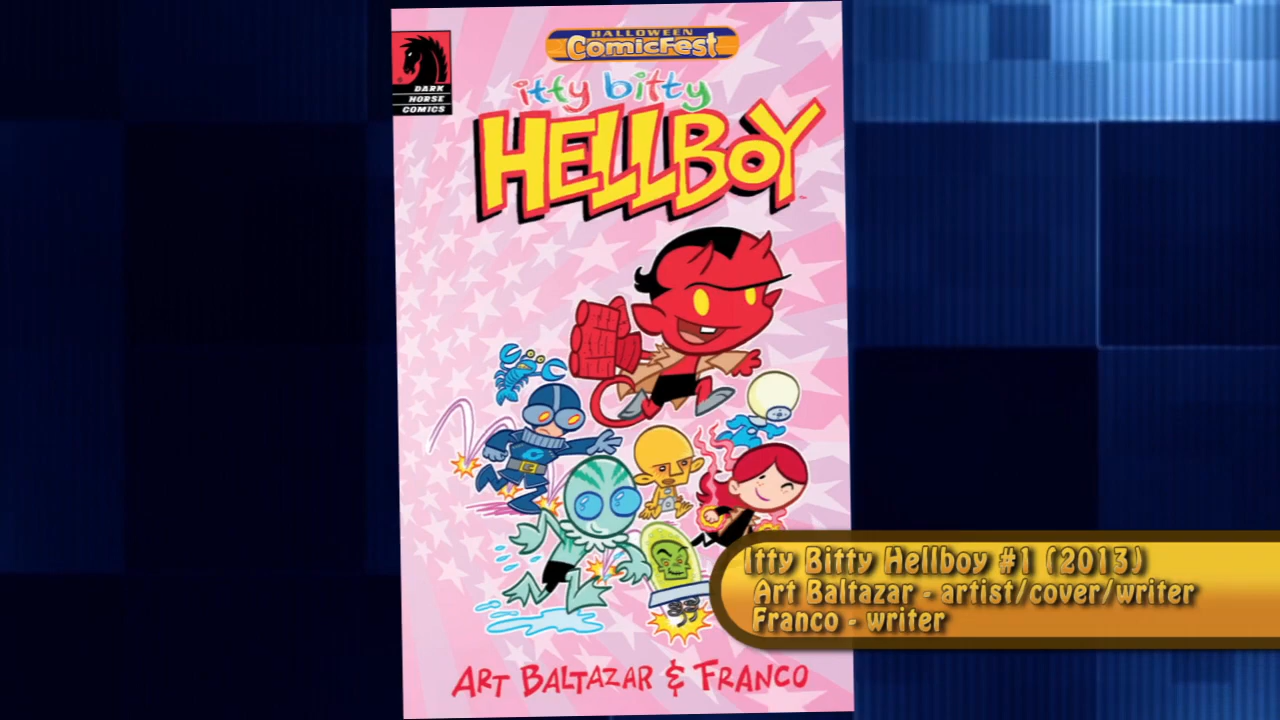 HALLOWEEN
COMICFEST
DARK
HORSE
COMICS
itty bitty
HELLBOY
ART BALTAZAR & FRANCO
Itty Bitty Hellboy #1 (2013)
Art Baltazar - artist/cover/writer
Franco - writer